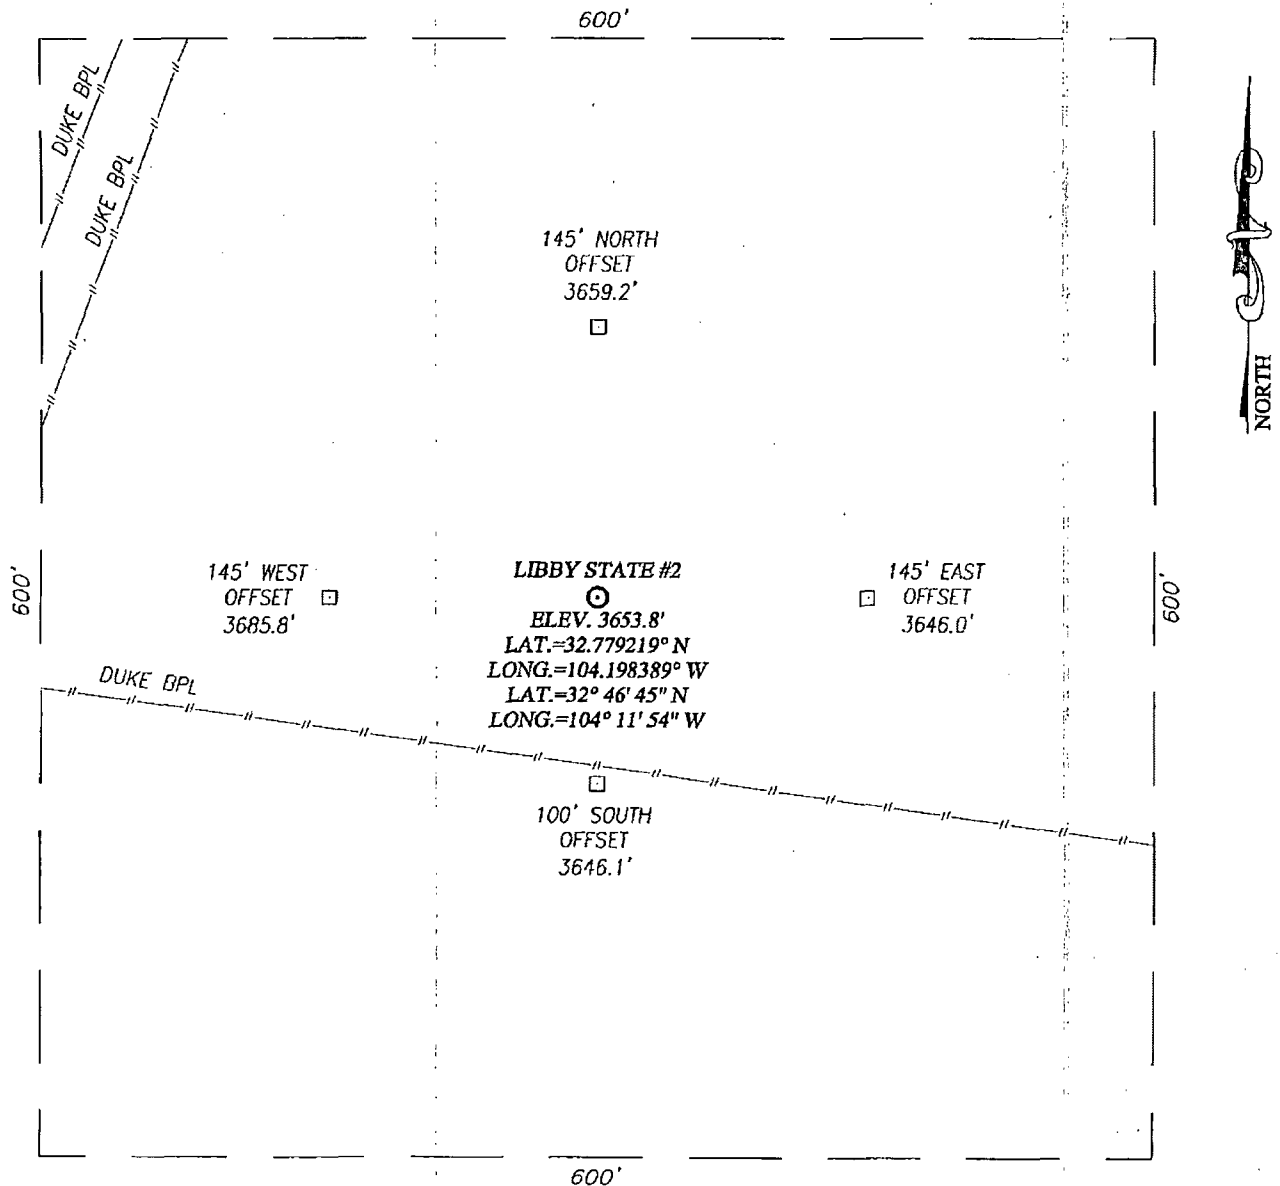 600'
DUKE BPL
DUKE BPL
145' NORTH
OFFSET
3659.2'
NORTH
600'
145' WEST
OFFSET
3685.8'
LIBBY STATE #2
ELEV. 3653.8'
LAT.=32.779219° N
LONG.=104.198389° W
LAT.=32° 46' 45" N
LONG.=104° 11' 54" W
145' EAST
OFFSET
3646.0'
600'
DUKE BPL
100' SOUTH
OFFSET
3646.1'
600'